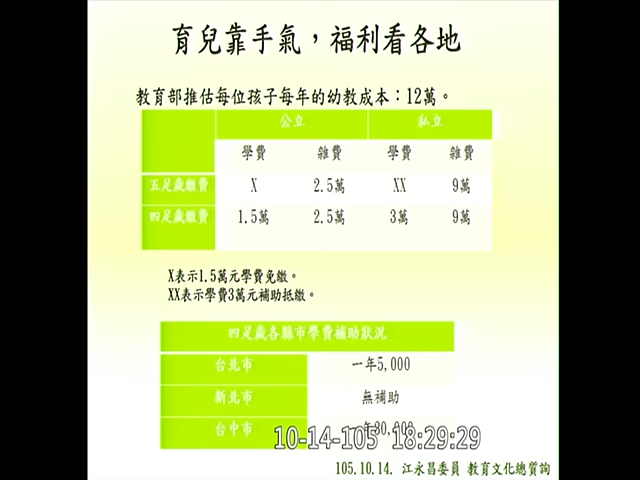 育兒靠手氣，福利看各地
教育部推估每位孩子每年的幼教成本：12萬。
公立 私立
學費 雜費 學費 雜費
五足歲繳費 X 2.5萬 XX 9萬
四足歲繳費 1.5萬 2.5萬 3萬 9萬
X表示1.5萬元學費免繳。
XX表示學費3萬元補助抵繳。
四足歲各縣市學費補助狀況
台北市 一年5,000
新北市 無補助
台中市 一年30,000
10-14-105 18:29:29
105.10.14. 江永昌委員 教育文化總質詢